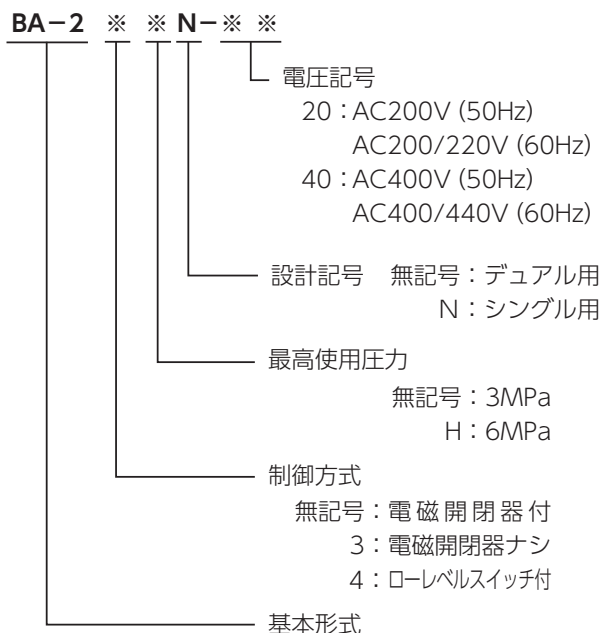 BA－2 ※ ※ N－※ ※
電圧記号
20：AC200V (50Hz)
AC200/220V (60Hz)
40：AC400V (50Hz)
AC400/440V (60Hz)
設計記号　無記号：デュアル用
N：シングル用
最高使用圧力
無記号：3MPa
H：6MPa
制御方式
無記号：電磁開閉器付
3：電磁開閉器ナシ
4：ローレベルスイッチ付
基本形式